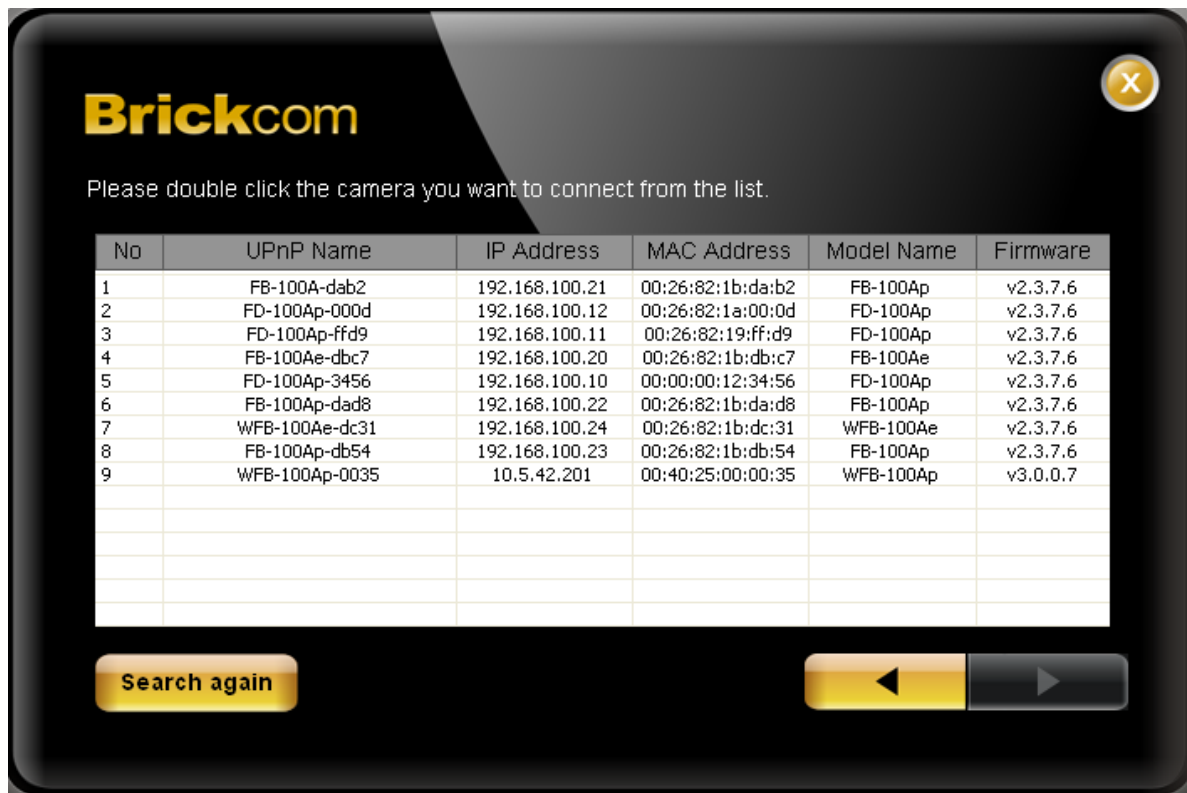 X
Brickcom
Please double click the camera you want to connect from the list.
No UPnP Name IP Address MAC Address Model Name Firmware
1 FB-100A-dab2 192.168.100.21 00:26:82:1b:da:b2 FB-100Ap v2.3.7.6
2 FD-100Ap-000d 192.168.100.12 00:26:82:1a:00:0d FD-100Ap v2.3.7.6
3 FD-100Ap-ffd9 192.168.100.11 00:26:82:19:ff:d9 FD-100Ap v2.3.7.6
4 FB-100Ae-dbc7 192.168.100.20 00:26:82:1b:db:c7 FB-100Ae v2.3.7.6
5 FD-100Ap-3456 192.168.100.10 00:00:00:12:34:56 FD-100Ap v2.3.7.6
6 FB-100Ap-dad8 192.168.100.22 00:26:82:1b:da:d8 FB-100Ap v2.3.7.6
7 WFB-100Ae-dc31 192.168.100.24 00:26:82:1b:dc:31 WFB-100Ae v2.3.7.6
8 FB-100Ap-db54 192.168.100.23 00:26:82:1b:db:54 FB-100Ap v2.3.7.6
9 WFB-100Ap-0035 10.5.42.201 00:40:25:00:00:35 WFB-100Ap v3.0.0.7
Search again